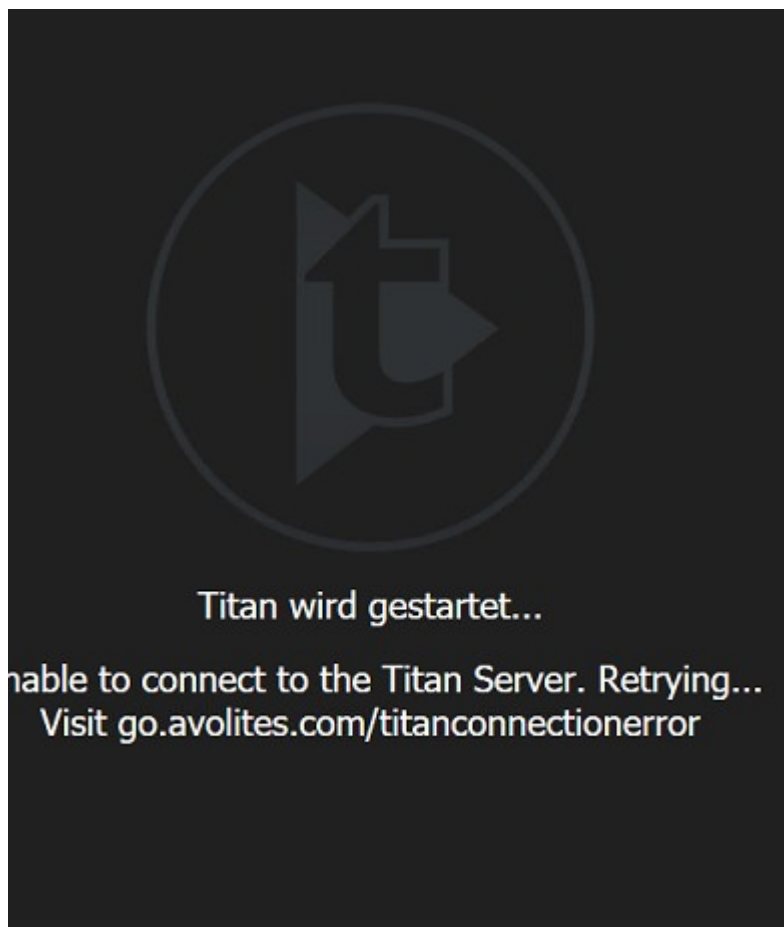 Titan wird gestartet...
nable to connect to the Titan Server. Retrying...
Visit go.avolites.com/titanconnectionerror